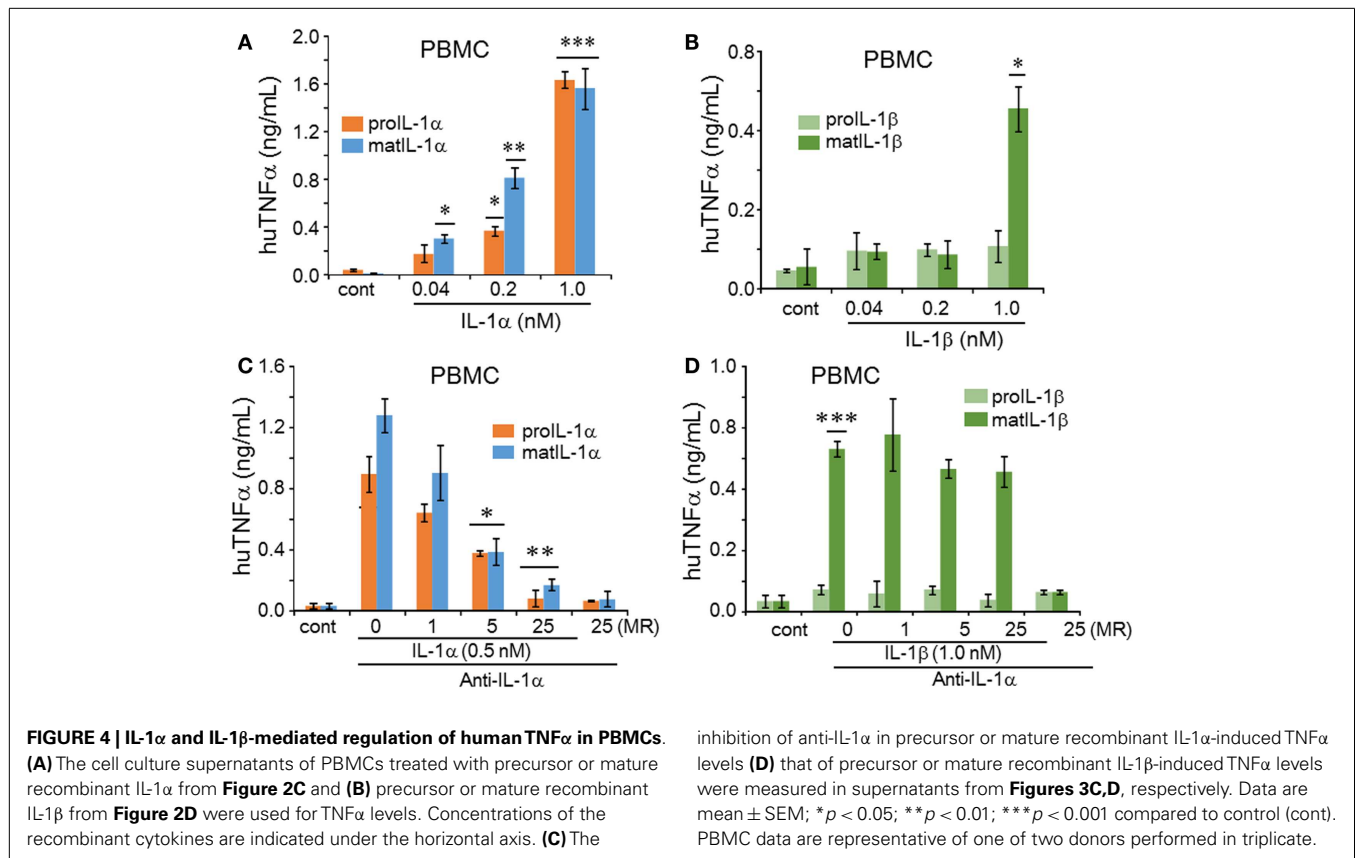 A
PBMC
huTNFα (ng/mL)
2.0
1.6
1.2
0.8
0.4
0.0
proIL-1α
matIL-1α
*
*
**
***
cont
0.04
0.2
1.0
IL-1α (nM)
B
PBMC
huTNFα (ng/mL)
0.8
0.4
0.2
0.0
proIL-1β
matIL-1β
*
cont
0.04
0.2
1.0
IL-1β (nM)
C
PBMC
huTNFα (ng/mL)
1.6
1.2
0.8
0.4
0.0
proIL-1α
matIL-1α
*
**
cont
0
1
5
25
25 (MR)
IL-1α (0.5 nM)
Anti-IL-1α
D
PBMC
huTNFα (ng/mL)
1.0
0.8
0.4
0.2
0.0
proIL-1β
matIL-1β
***
cont
0
1
5
25
25 (MR)
IL-1β (1.0 nM)
Anti-IL-1α
FIGURE 4 | IL-1α and IL-1β-mediated regulation of human TNFα in PBMCs.
(A) The cell culture supernatants of PBMCs treated with precursor or mature
recombinant IL-1α from Figure 2C and (B) precursor or mature recombinant
IL-1β from Figure 2D were used for TNFα levels. Concentrations of the
recombinant cytokines are indicated under the horizontal axis. (C) The
inhibition of anti-IL-1α in precursor or mature recombinant IL-1α-induced TNFα
levels (D) that of precursor or mature recombinant IL-1β-induced TNFα levels
were measured in supernatants from Figures 3C,D, respectively. Data are
mean ± SEM; *p < 0.05; **p < 0.01; ***p < 0.001 compared to control (cont).
PBMC data are representative of one of two donors performed in triplicate.